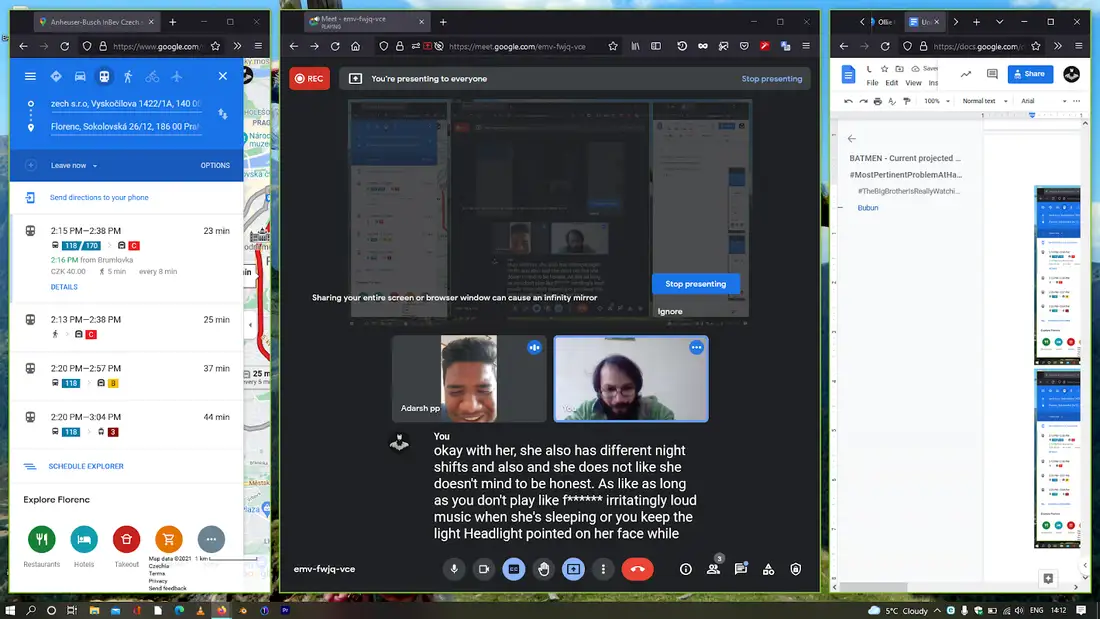 Anheuser-Busch InBev Czech
https://www.google.com/
zech s.r.o, Vyskočilova 1422/1A, 140 00
Florenc, Sokolovská 26/12, 186 00 Pra
Leave now
OPTIONS
Send directions to your phone
2:15 PM—2:38 PM
23 min
118 / 170
C
2:16 PM from Brumlovka
CZK 40.00
5 min
every 8 min
DETAILS
2:13 PM—2:38 PM
25 min
C
2:20 PM—2:57 PM
37 min
118
B
2:20 PM—3:04 PM
44 min
118
3
SCHEDULE EXPLORER
Explore Florenc
Restaurants
Hotels
Takeout
Map data ©2021
1 km
Czechia
Terms
Privacy
Send feedback
25 m
every 5 min
Meet – emv-fwjq-vce
PLAYING
https://meet.google.com/emv-fwjq-vce
REC
You're presenting to everyone
Stop presenting
Sharing your entire screen or browser window can cause an infinity mirror
Stop presenting
Ignore
Adarsh pp
You
You
okay with her, she also has different night
shifts and also and she does not like she
doesn't mind to be honest. As like as long
as you don't play like f****** irritatingly loud
music when she's sleeping or you keep the
light Headlight pointed on her face while
emv-fwjq-vce
3
Ollie
https://docs.google.com
Saved
File
Edit
View
Ins
Share
100%
Normal text
Arial
BATMEN - Current projected ...
#MostPertinentProblemAtHa...
#TheBigBrotherIsReallyWatchi...
Bubun
5°C Cloudy
ENG
14:12